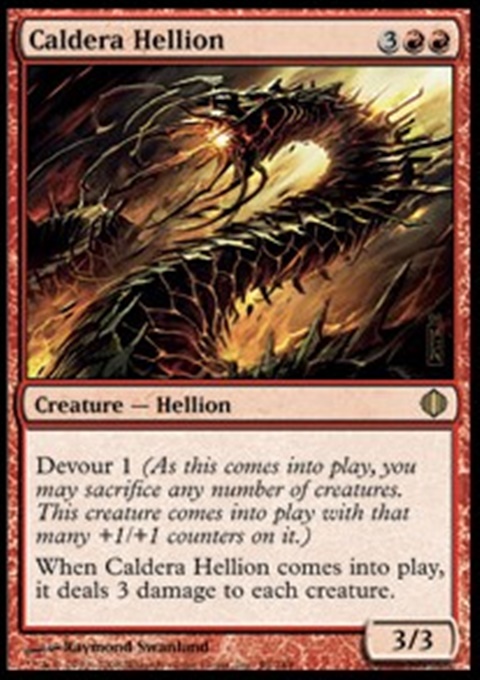 Caldera Hellion 3
Creature — Hellion
Devour 1 (As this comes into play, you
may sacrifice any number of creatures.
This creature comes into play with that
many +1/+1 counters on it.)
When Caldera Hellion comes into play,
it deals 3 damage to each creature.
Raymond Swanland
3/3